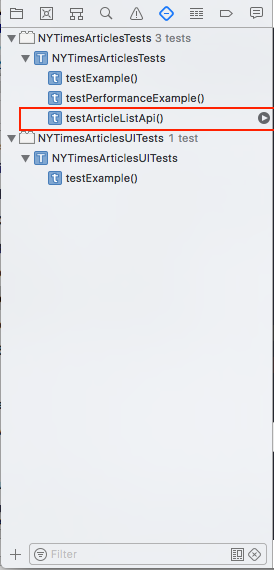 NYTimesArticlesTests 3 tests
T NYTimesArticlesTests
t testExample()
t testPerformanceExample()
t testArticleListApi()
NYTimesArticlesUITests 1 test
T NYTimesArticlesUITests
t testExample()
Filter